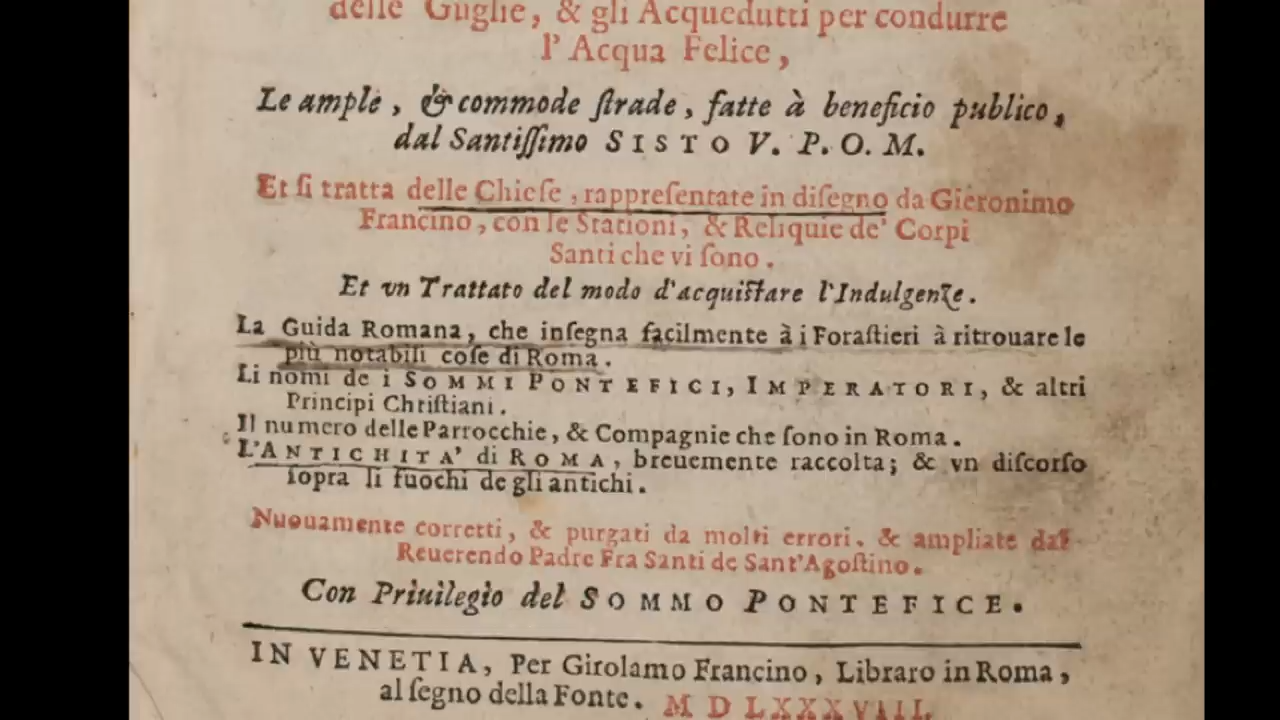 delle Guglie, & gli Acquedutti per condurre
l' Acqua Felice,
Le ample, & commode ſtrade, fatte à beneficio publico,
dal Santiſſimo SISTO V. P. O. M.
Et ſi tratta delle Chieſe, rappreſentate in diſegno da Gieronimo
Francino, con le Stationi, & Reliquie de' Corpi
Santi che vi ſono.
Et vn Trattato del modo d'acquiſtare l'Indulgenze.
La Guida Romana, che inſegna facilmente à i Foraſtieri à ritrouare le
più notabili coſe di Roma.
Li nomi de i SOMMI PONTEFICI, IMPERATORI, & altri
Principi Chriſtiani.
Il numero delle Parrocchie, & Compagnie che ſono in Roma.
L'ANTICHITA' di ROMA, breuemente raccolta; & vn diſcorſo
ſopra li fuochi de gli antichi.
Nuouamente corretti, & purgati da molti errori. & ampliate dal
Reuerendo Padre Fra Santi de Sant'Agoſtino.
Con Priuilegio del SOMMO PONTEFICE.
IN VENETIA, Per Girolamo Francino, Libraro in Roma,
al ſegno della Fonte. M D LXXXVIII.